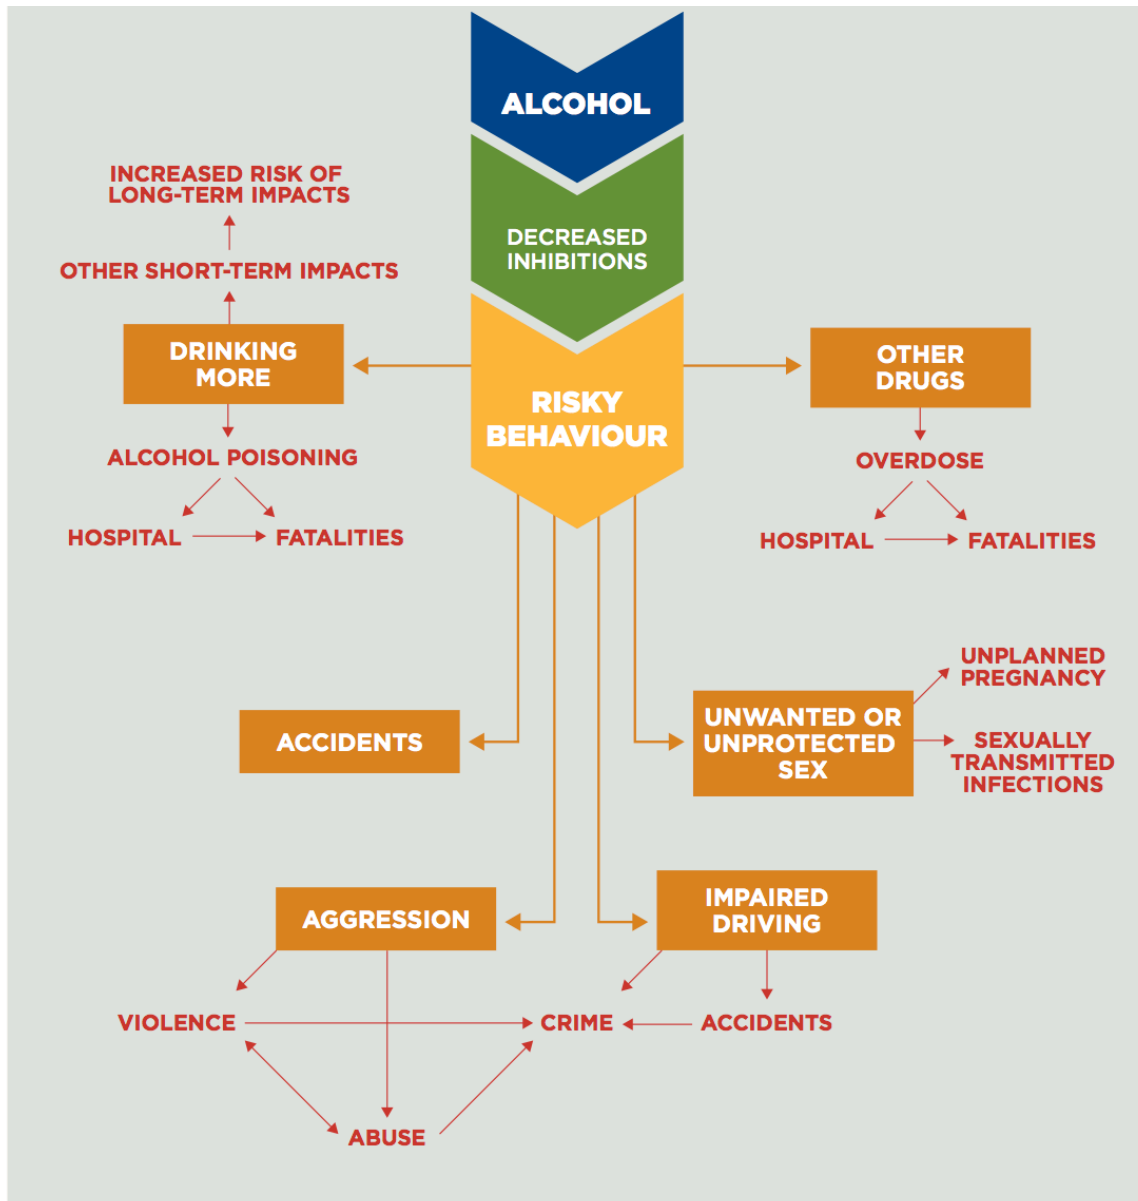 ALCOHOL
DECREASED
INHIBITIONS
RISKY
BEHAVIOUR
INCREASED RISK OF
LONG-TERM IMPACTS
OTHER SHORT-TERM IMPACTS
DRINKING
MORE
ALCOHOL POISONING
HOSPITAL
FATALITIES
OTHER
DRUGS
OVERDOSE
HOSPITAL
FATALITIES
ACCIDENTS
UNWANTED OR
UNPROTECTED
SEX
UNPLANNED
PREGNANCY
SEXUALLY
TRANSMITTED
INFECTIONS
AGGRESSION
IMPAIRED
DRIVING
VIOLENCE
CRIME
ACCIDENTS
ABUSE